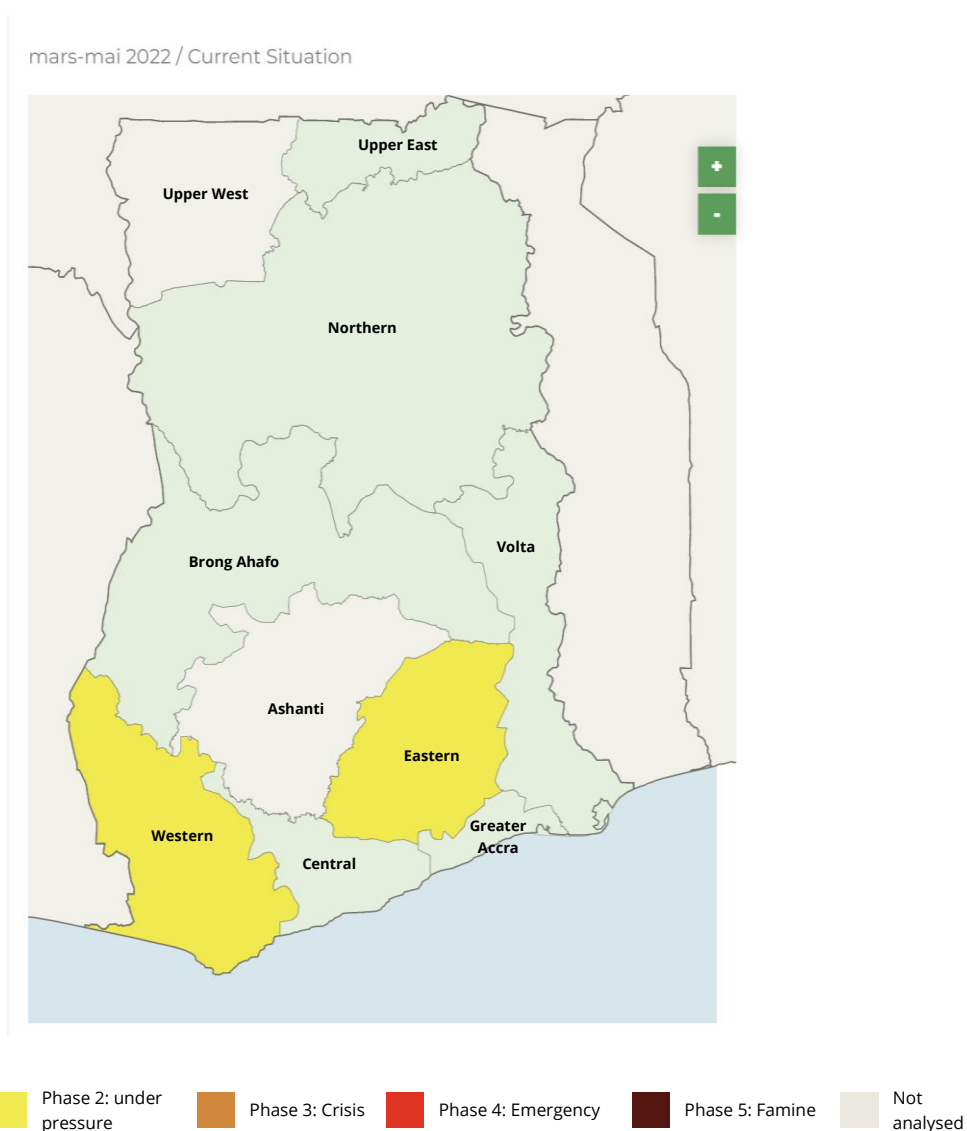 mars-mai 2022 / Current Situation
Upper East
+
Upper West
-
Northern
Volta
Brong Ahafo
Ashanti
Eastern
Greater
Accra
Western
Central
Phase 2: under
pressure
Phase 3: Crisis
Phase 4: Emergency
Phase 5: Famine
Not
analysed